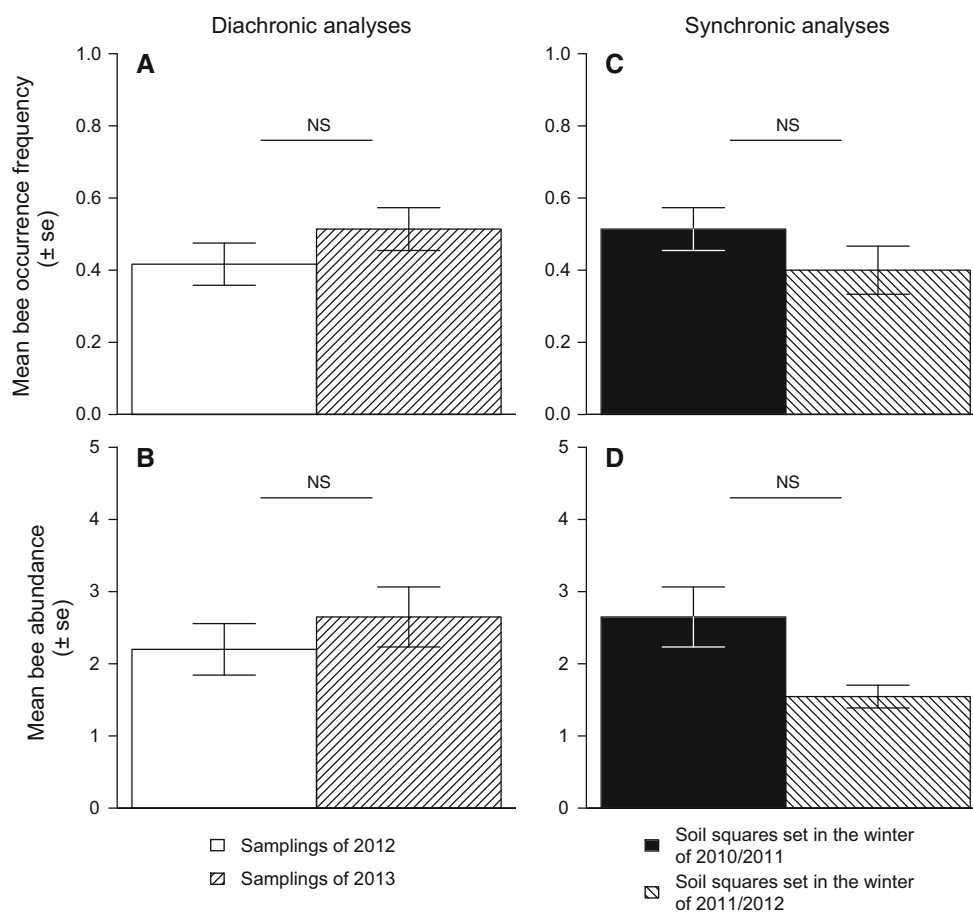 Diachronic analyses
Synchronic analyses
Mean bee occurrence frequency
(± se)
1.0
0.8
0.6
0.4
0.2
0.0
A
NS
1.0
0.8
0.6
0.4
0.2
0.0
C
NS
Mean bee abundance
(± se)
5
4
3
2
1
0
B
NS
5
4
3
2
1
0
D
NS
Samplings of 2012
Samplings of 2013
Soil squares set in the winter
of 2010/2011
Soil squares set in the winter
of 2011/2012